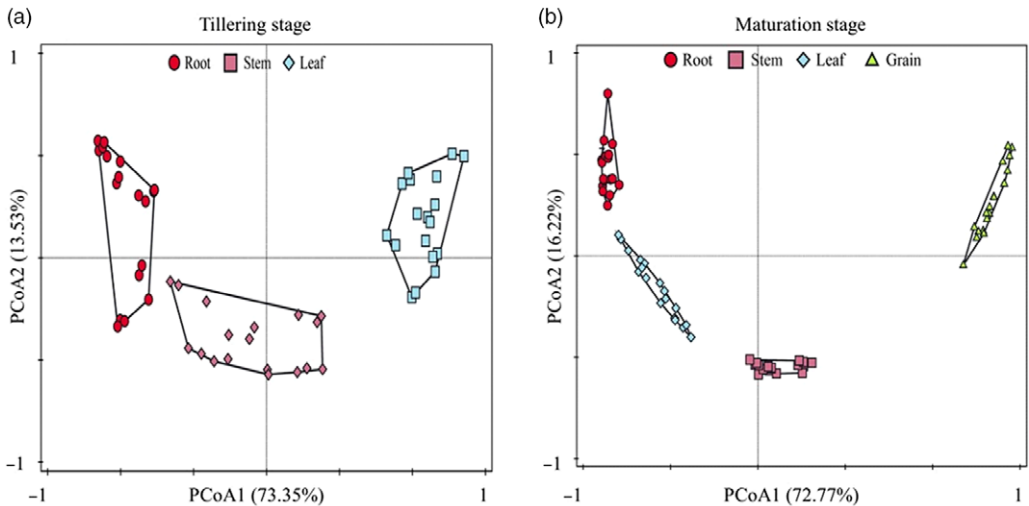 (a)
Tillering stage
1
Root Stem Leaf
PCoA2 (13.53%)
−1
−1
PCoA1 (73.35%)
1
(b)
Maturation stage
1
Root Stem Leaf Grain
PCoA2 (16.22%)
−1
−1
PCoA1 (72.77%)
1